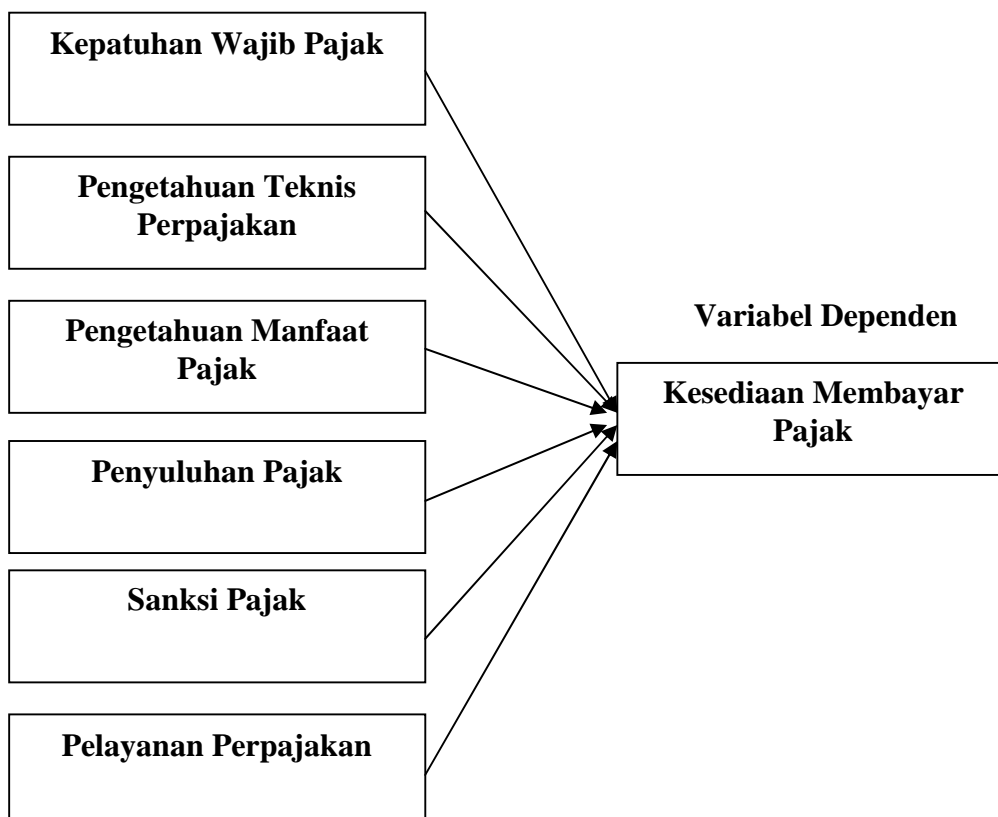 Kepatuhan Wajib Pajak
Pengetahuan Teknis
Perpajakan
Pengetahuan Manfaat
Pajak
Penyuluhan Pajak
Sanksi Pajak
Pelayanan Perpajakan
Variabel Dependen
Kesediaan Membayar
Pajak